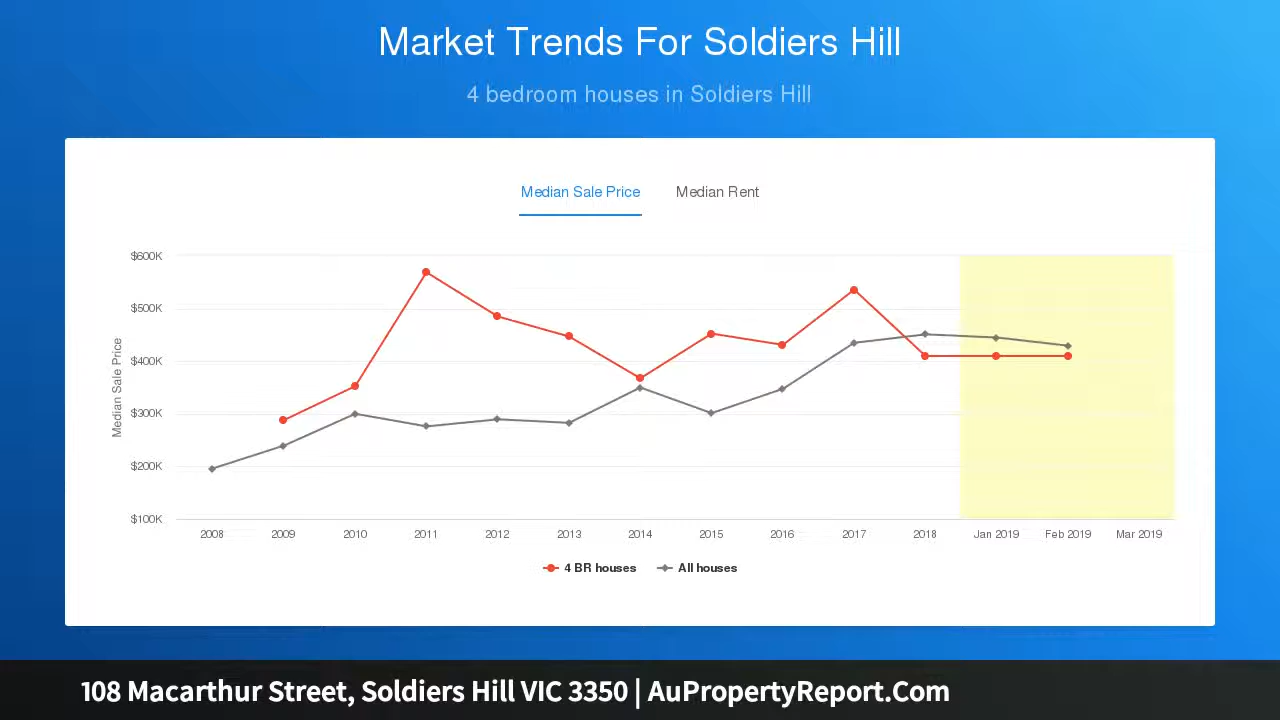 Market Trends For Soldiers Hill
4 bedroom houses in Soldiers Hill
Median Sale Price Median Rent
$600K
$500K
$400K
$300K
$200K
$100K
Median Sale Price
2008 2009 2010 2011 2012 2013 2014 2015 2016 2017 2018 Jan 2019 Feb 2019 Mar 2019
4 BR houses All houses
108 Macarthur Street, Soldiers Hill VIC 3350 | AuPropertyReport.Com